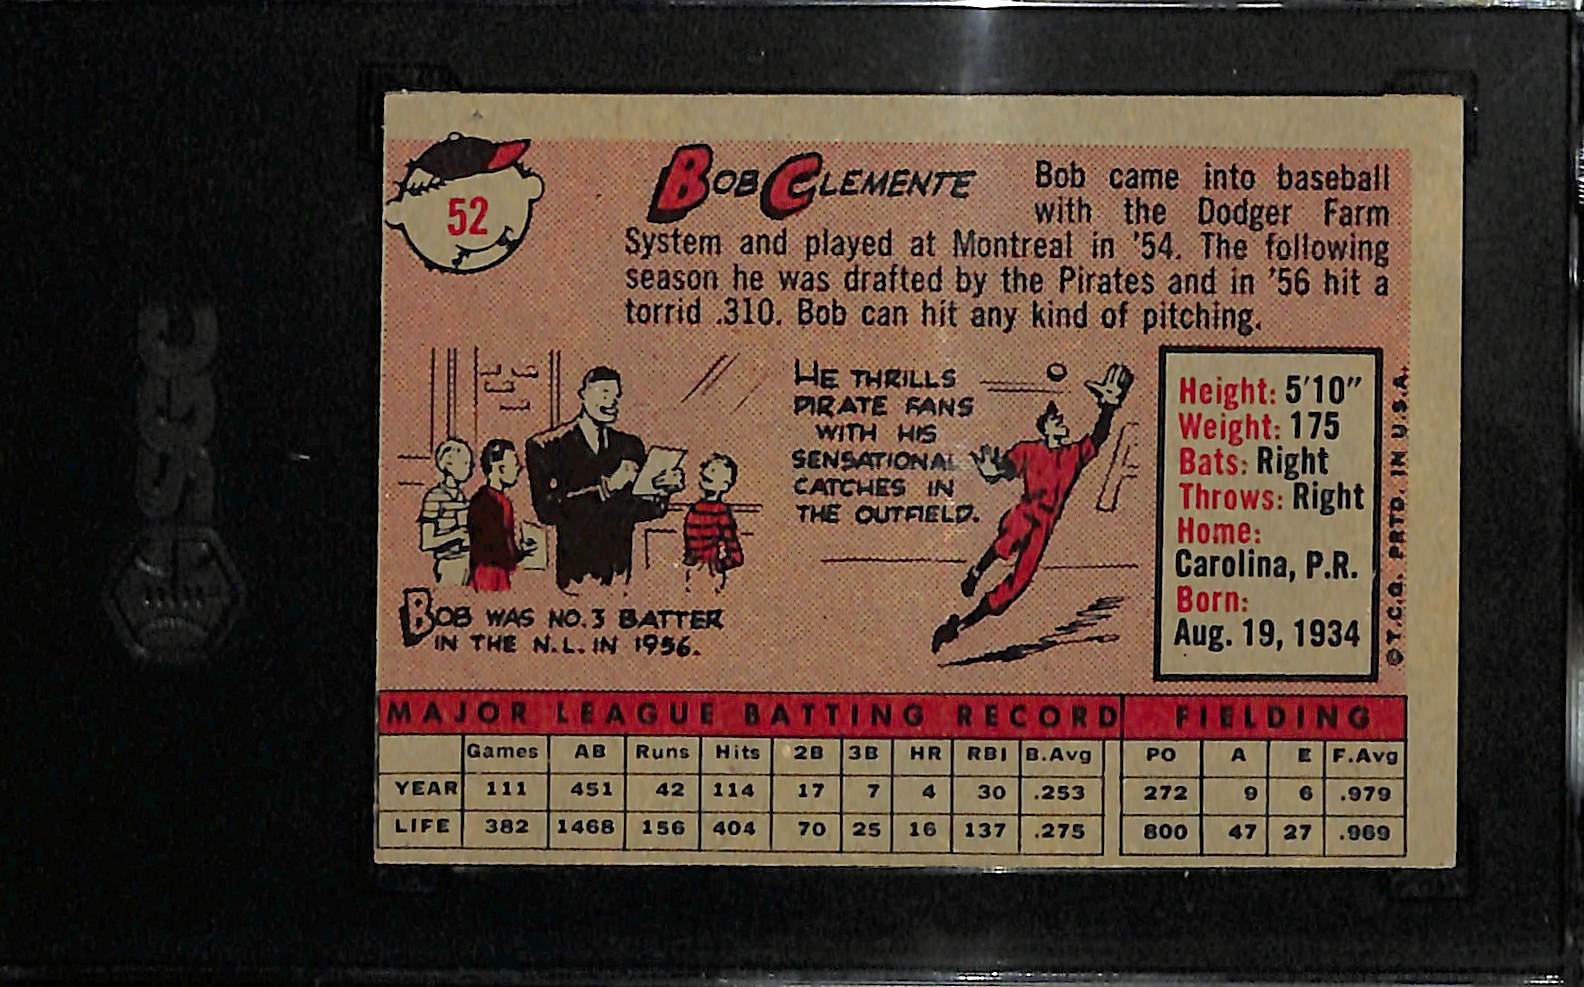 52
BOB CLEMENTE
Bob came into baseball
with the Dodger Farm
System and played at Montreal in '54. The following
season he was drafted by the Pirates and in '56 hit a
torrid .310. Bob can hit any kind of pitching.
HE THRILLS
PIRATE FANS
WITH HIS
SENSATIONAL
CATCHES IN
THE OUTFIELD.
BOB WAS NO. 3 BATTER
IN THE N.L. IN 1956.
Height: 5'10"
Weight: 175
Bats: Right
Throws: Right
Home:
Carolina, P.R.
Born:
Aug. 19, 1934
© T.C.G. PRTD. IN U.S.A.
MAJOR LEAGUE BATTING RECORD FIELDING
Games AB Runs Hits 2B 3B HR RBI B.Avg PO A E F.Avg
YEAR 111 451 42 114 17 7 4 30 .253 272 9 6 .979
LIFE 382 1468 156 404 70 25 16 137 .275 800 47 27 .969
SGC